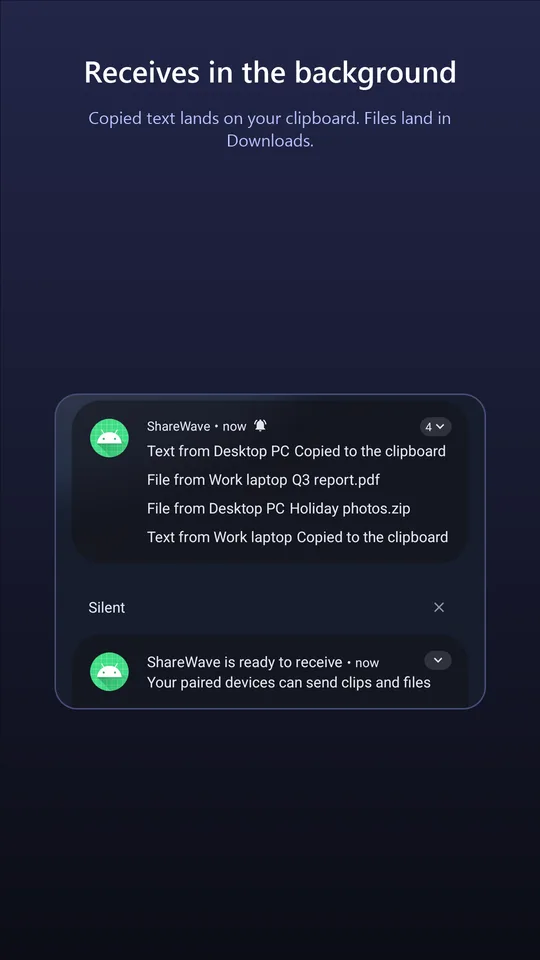 Receives in the background
Copied text lands on your clipboard. Files land in
Downloads.
ShareWave • now
4
Text from Desktop PC Copied to the clipboard
File from Work laptop Q3 report.pdf
File from Desktop PC Holiday photos.zip
Text from Work laptop Copied to the clipboard
Silent
ShareWave is ready to receive • now
Your paired devices can send clips and files